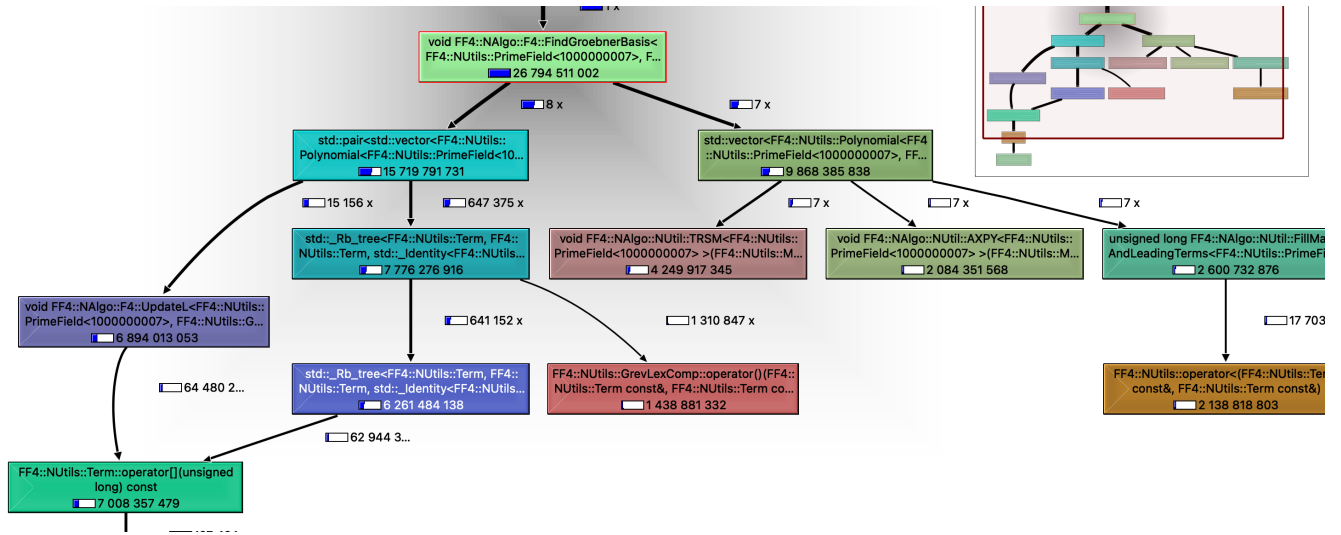 void FF4::NAlgo::F4::FindGroebnerBasis<
FF4::NUtils::PrimeField<1000000007>, F...
26 794 511 002
8 x
7 x
std::pair<std::vector<FF4::NUtils::
Polynomial<FF4::NUtils::PrimeField<10...
15 719 791 731
std::vector<FF4::NUtils::Polynomial<FF4
::NUtils::PrimeField<1000000007>, FF...
9 868 385 838
15 156 x
647 375 x
7 x
7 x
7 x
std::_Rb_tree<FF4::NUtils::Term, FF4::
NUtils::Term, std::_Identity<FF4::NUtils...
7 776 276 916
void FF4::NAlgo::NUtil::TRSM<FF4::NUtils::
PrimeField<1000000007> >(FF4::NUtils::M...
4 249 917 345
void FF4::NAlgo::NUtil::AXPY<FF4::NUtils::
PrimeField<1000000007> >(FF4::NUtils::M...
2 084 351 568
unsigned long FF4::NAlgo::NUtil::FillMa
AndLeadingTerms<FF4::NUtils::PrimeFi
2 600 732 876
void FF4::NAlgo::F4::UpdateL<FF4::NUtils::
PrimeField<1000000007>, FF4::NUtils::G...
6 894 013 053
641 152 x
1 310 847 x
17 703
64 480 2...
std::_Rb_tree<FF4::NUtils::Term, FF4::
NUtils::Term, std::_Identity<FF4::NUtils...
6 261 484 138
FF4::NUtils::GrevLexComp::operator()(FF4::
NUtils::Term const&, FF4::NUtils::Term co...
1 438 881 332
FF4::NUtils::operator<(FF4::NUtils::Ter
const&, FF4::NUtils::Term const&)
2 138 818 803
62 944 3...
FF4::NUtils::Term::operator[](unsigned
long) const
7 008 357 479